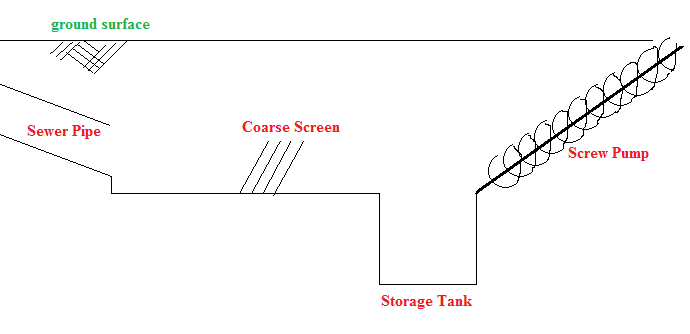 ground surface
Coarse Screen
Sewer Pipe
Screw Pump
Storage Tank